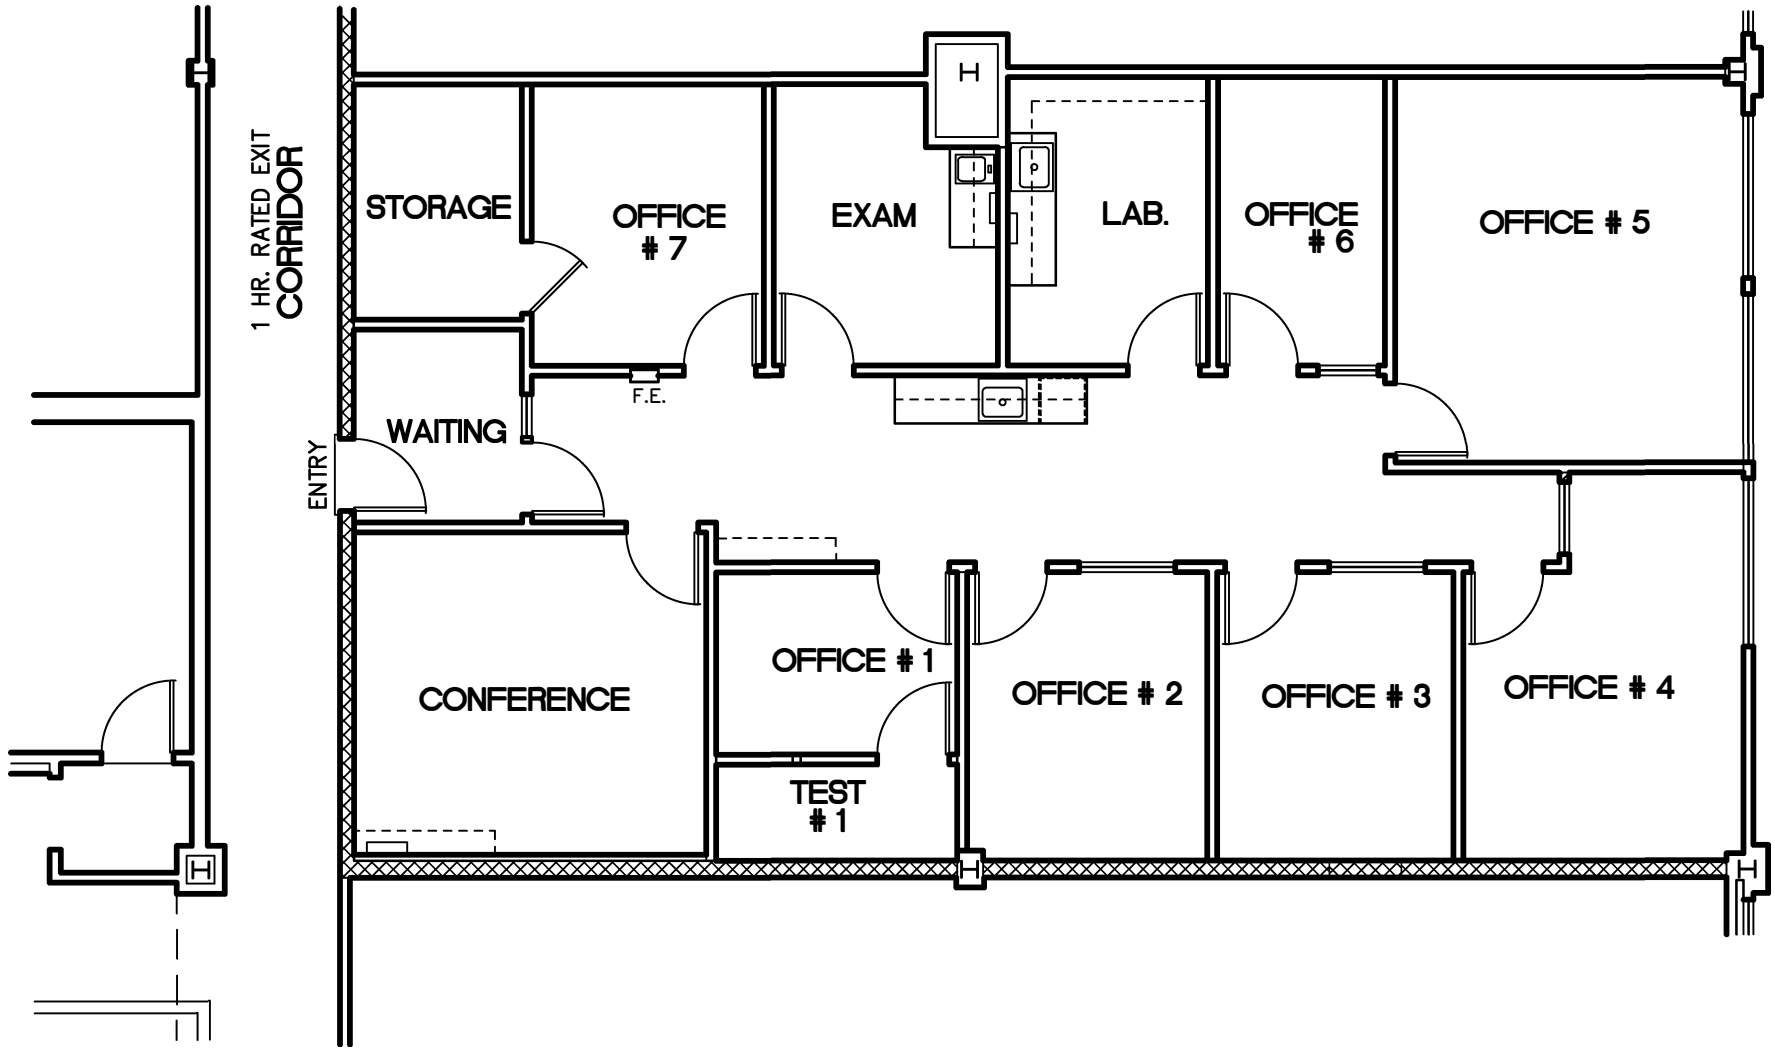 1 HR. RATED EXIT
CORRIDOR
STORAGE
OFFICE
# 7
EXAM
H
LAB.
OFFICE
# 6
OFFICE # 5
H
H
WAITING
F.E.
ENTRY
CONFERENCE
OFFICE # 1
OFFICE # 2
OFFICE # 3
OFFICE # 4
TEST
# 1
H
H
H